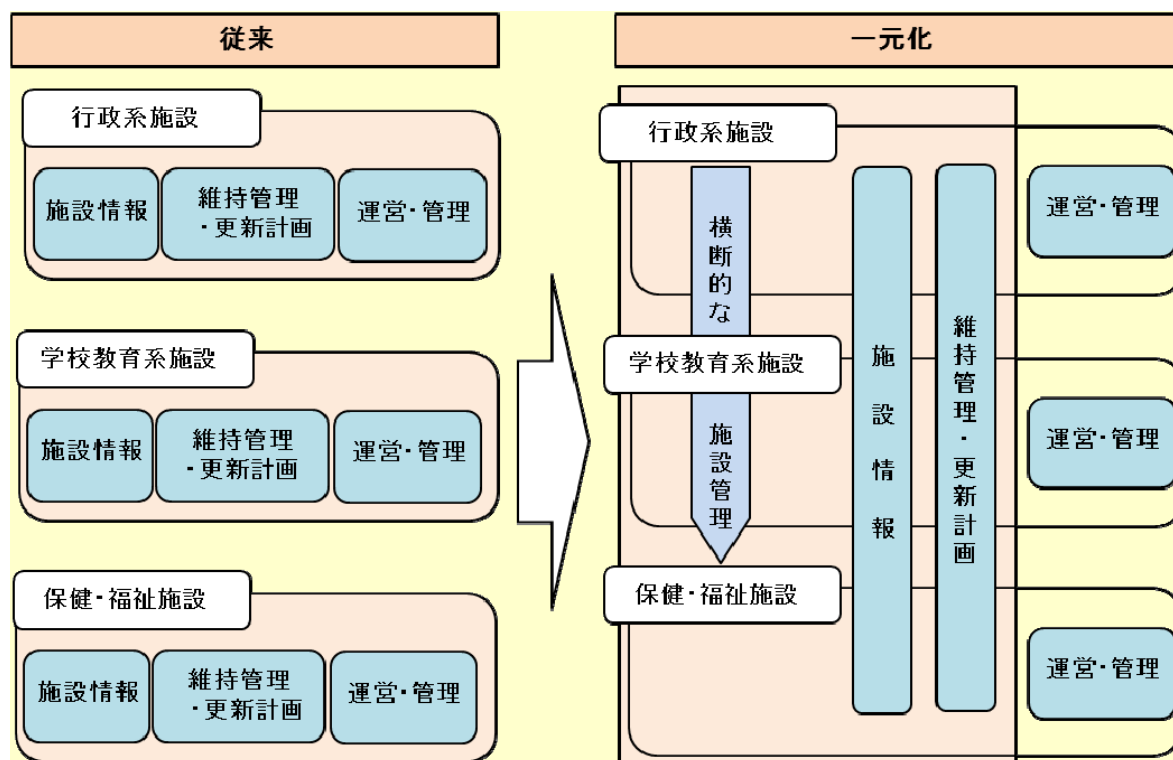 従来
行政系施設
施設情報
維持管理
・更新計画
運営・管理
学校教育系施設
施設情報
維持管理
・更新計画
運営・管理
保健・福祉施設
施設情報
維持管理
・更新計画
運営・管理
一元化
行政系施設
横断的な
施設管理
施設情報
維持管理・更新計画
運営・管理
学校教育系施設
運営・管理
保健・福祉施設
運営・管理